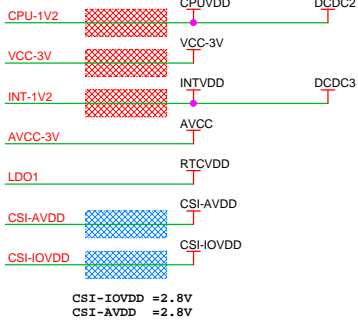 CPUVDD DCDC2
CPU-1V2
VCC-3V
VCC-3V
INTVDD DCDC3
INT-1V2
AVCC
AVCC-3V
RTCVDD
LDO1
CSI-AVDD
CSI-AVDD
CSI-IOVDD
CSI-IOVDD
CSI-IOVDD =2.8V
CSI-AVDD =2.8V